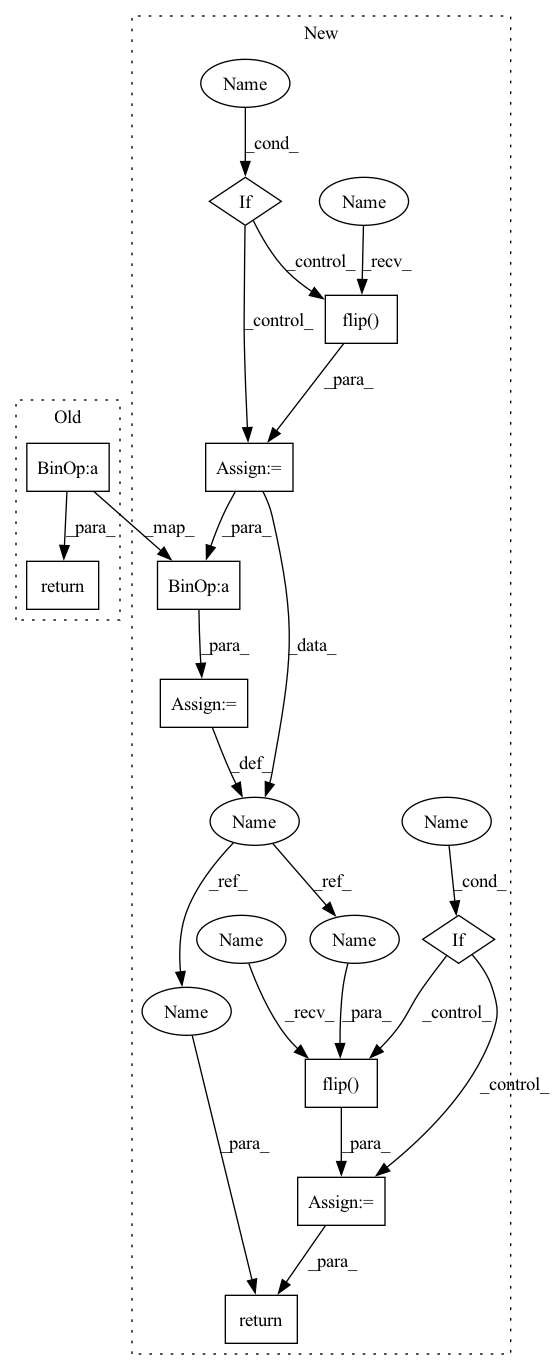 New
Name
_cond_
If
Name
_control_
_recv_
_control_
flip()
_para_
Old
BinOp:a
Assign:=
_para_
_map_
_para_
return
BinOp:a
_data_
_para_
Assign:=
_def_
Name
Name
_ref_
_ref_
_cond_
Name
Name
If
Name
_recv_
_para_
_control_
flip()
_control_
_para_
_para_
Assign:=
_para_
return